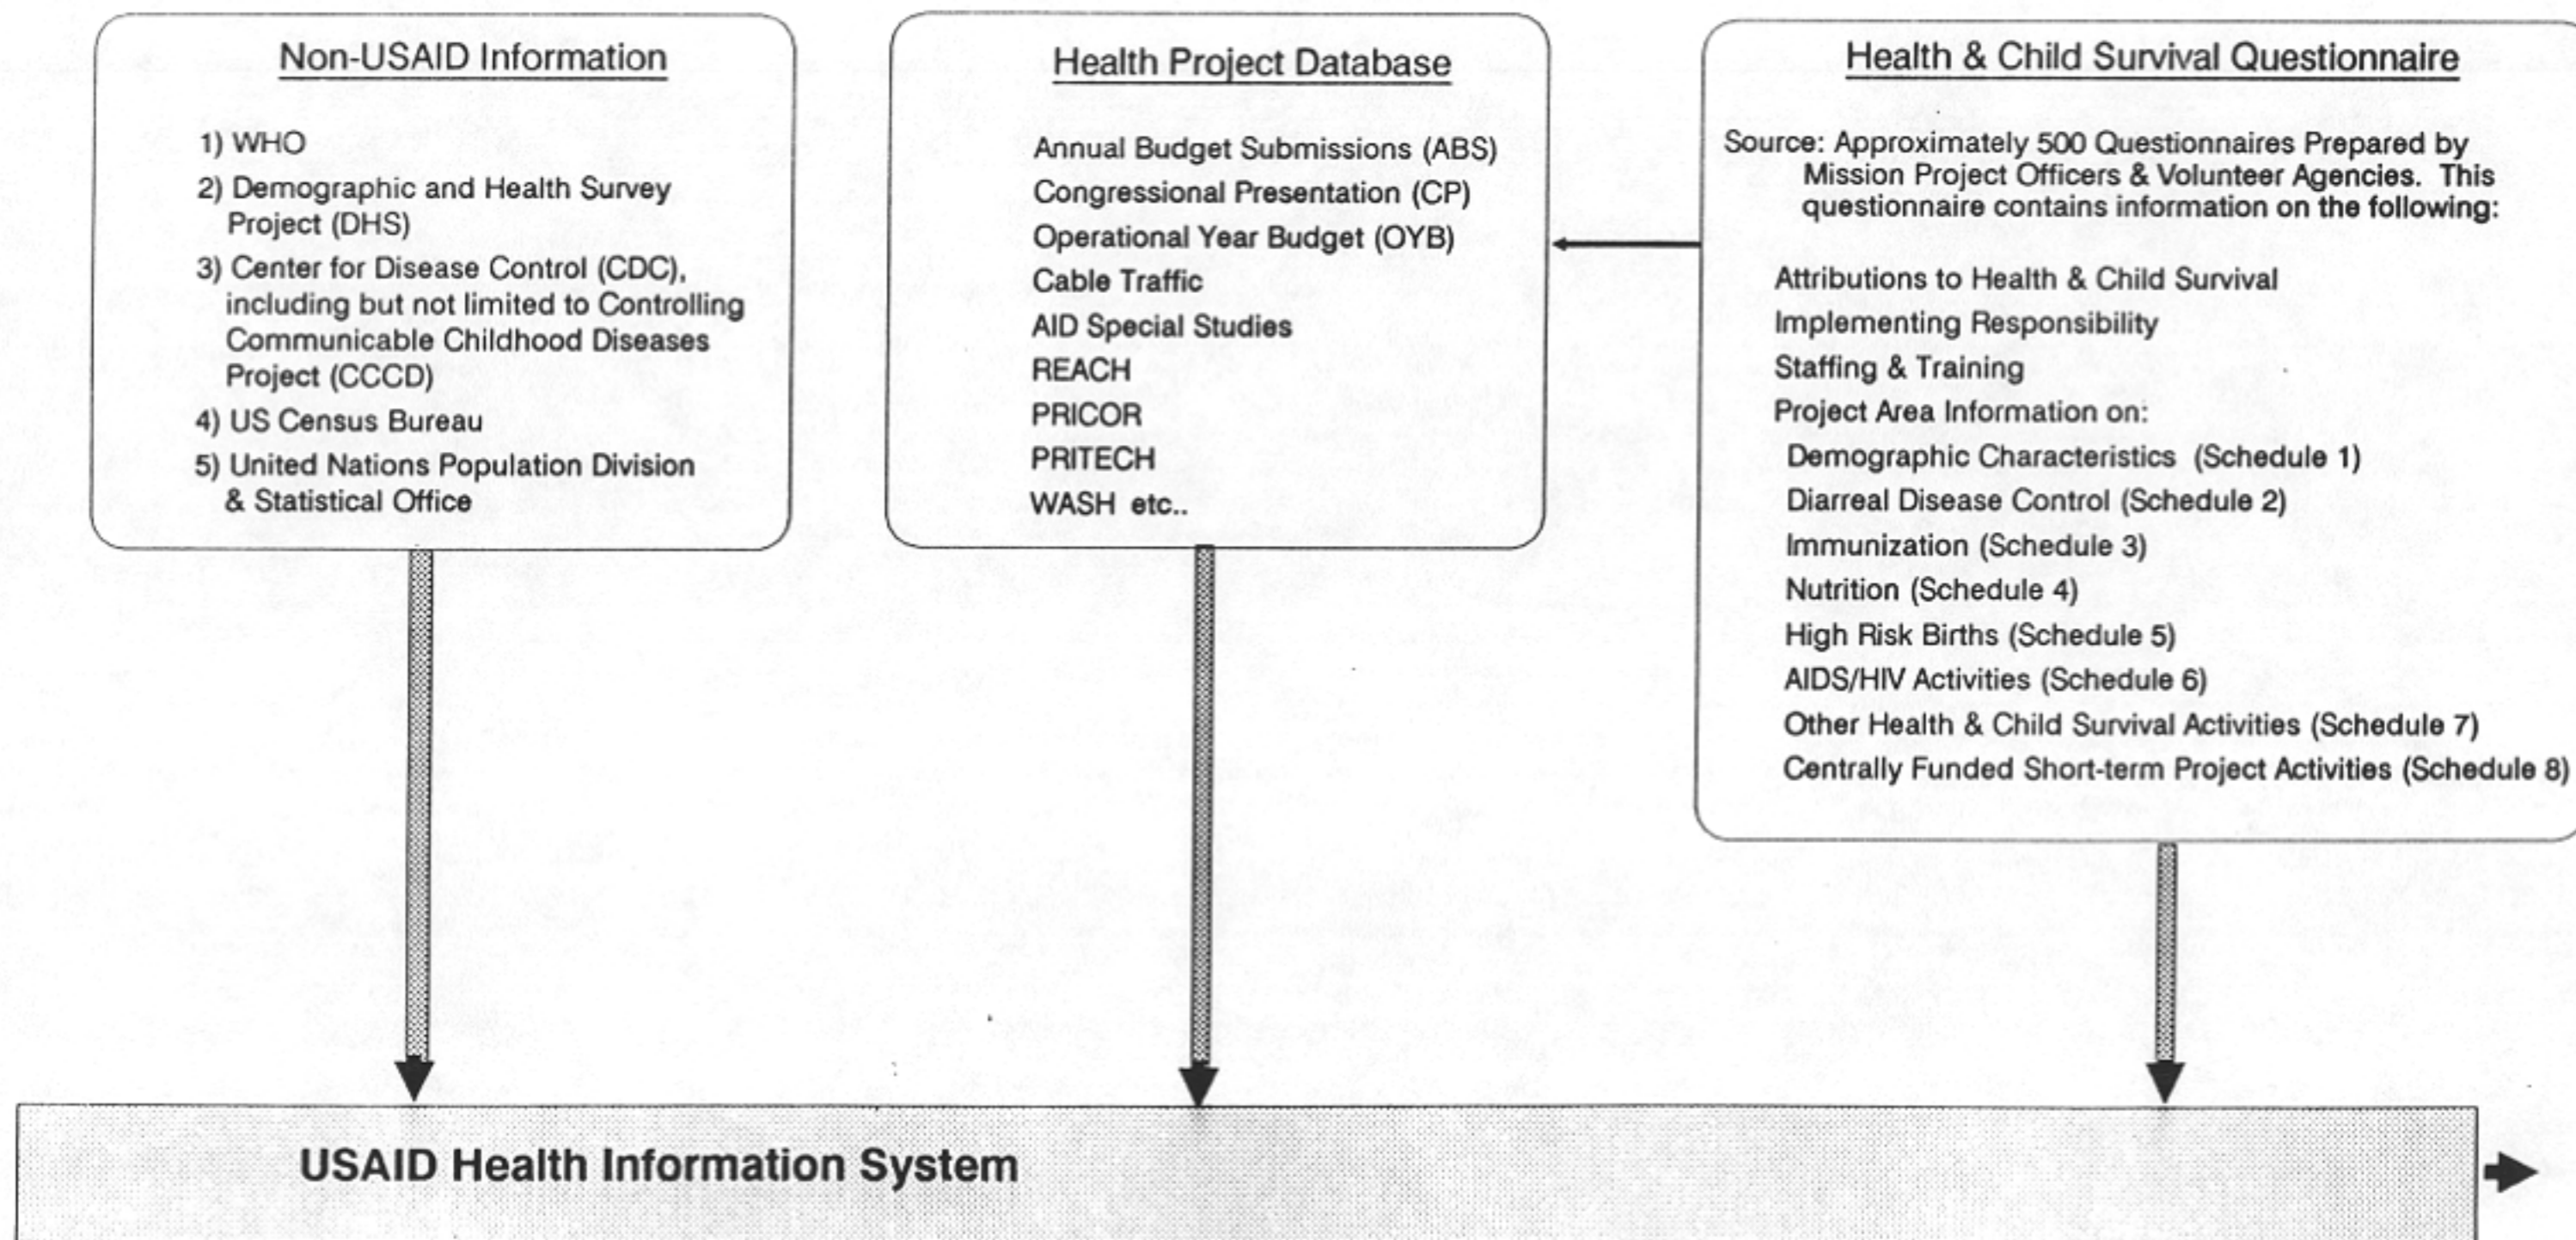 Non-USAID Information
1) WHO
2) Demographic and Health Survey
Project (DHS)
3) Center for Disease Control (CDC),
including but not limited to Controlling
Communicable Childhood Diseases
Project (CCCD)
4) US Census Bureau
5) United Nations Population Division
& Statistical Office
Health Project Database
Annual Budget Submissions (ABS)
Congressional Presentation (CP)
Operational Year Budget (OYB)
Cable Traffic
AID Special Studies
REACH
PRICOR
PRITECH
WASH etc..
Health & Child Survival Questionnaire
Source: Approximately 500 Questionnaires Prepared by
Mission Project Officers & Volunteer Agencies. This
questionnaire contains information on the following:
Attributions to Health & Child Survival
Implementing Responsibility
Staffing & Training
Project Area Information on:
Demographic Characteristics (Schedule 1)
Diarreal Disease Control (Schedule 2)
Immunization (Schedule 3)
Nutrition (Schedule 4)
High Risk Births (Schedule 5)
AIDS/HIV Activities (Schedule 6)
Other Health & Child Survival Activities (Schedule 7)
Centrally Funded Short-term Project Activities (Schedule 8)
USAID Health Information System